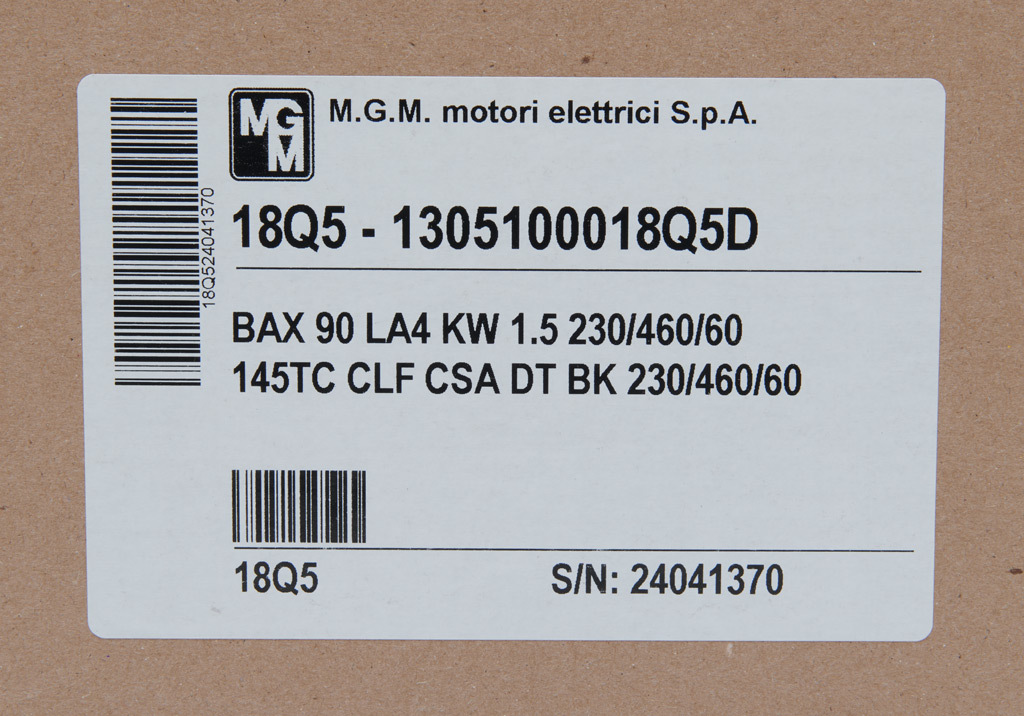 MGM
M.G.M. motori elettrici S.p.A.
18Q524041370
18Q5 - 1305100018Q5D
BAX 90 LA4 KW 1.5 230/460/60
145TC CLF CSA DT BK 230/460/60
18Q5
S/N: 24041370